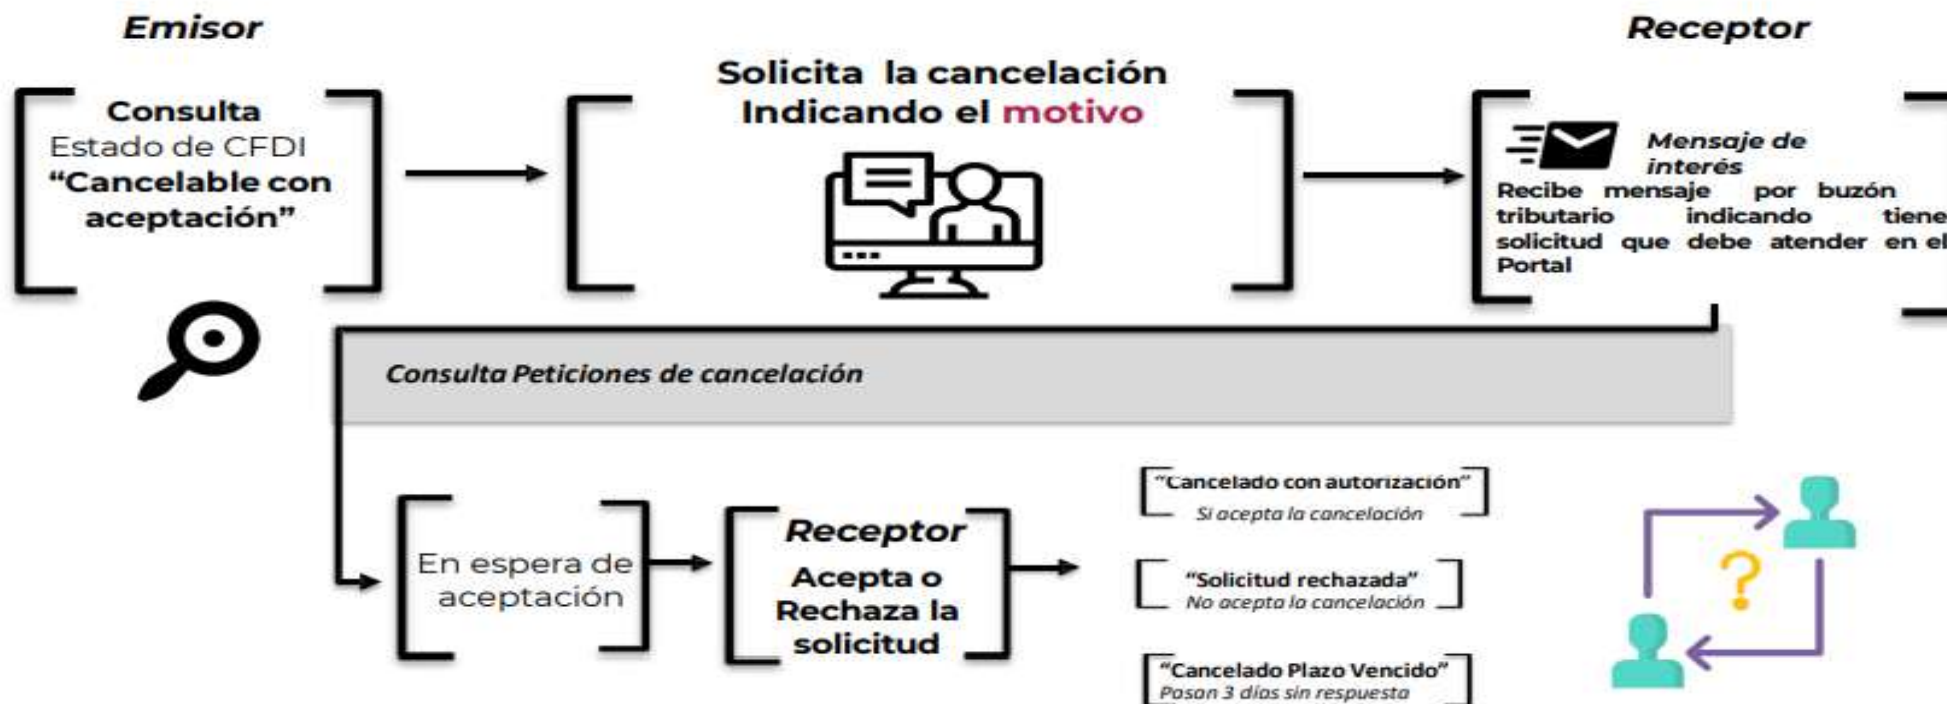 Emisor
Receptor
Consulta
Estado de CFDI
“Cancelable con
aceptación”
Solicita la cancelación
Indicando el motivo
Mensaje de
interés
Recibe mensaje por buzón
tributario indicando tiene
solicitud que debe atender en el
Portal
Consulta Peticiones de cancelación
En espera de
aceptación
Receptor
Acepta o
Rechaza la
solicitud
“Cancelado con autorización”
Si acepta la cancelación
“Solicitud rechazada”
No acepta la cancelación
“Cancelado Plazo Vencido”
Pasan 3 días sin respuesta
?